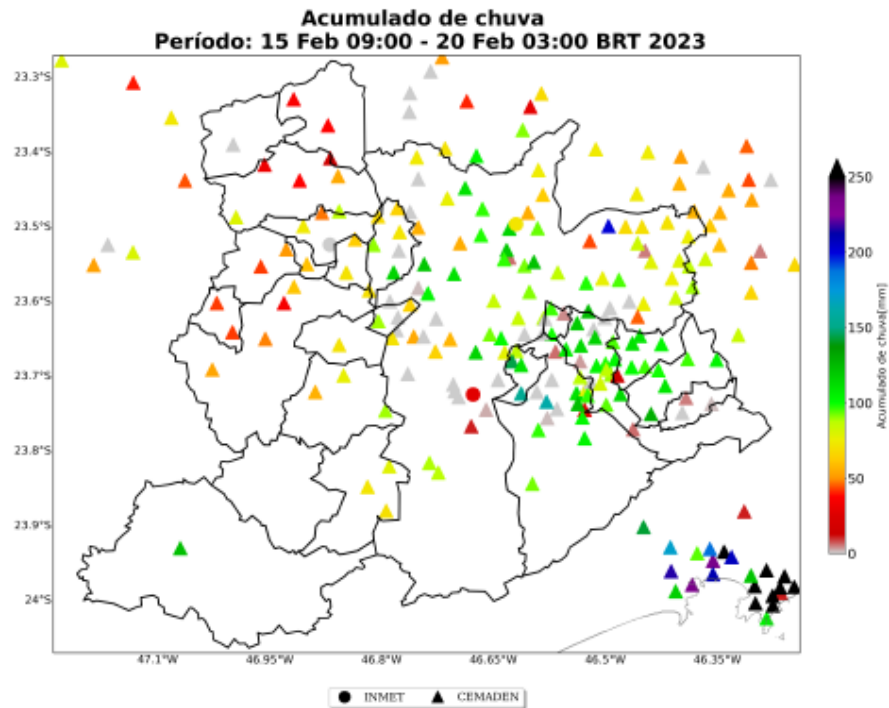 Acumulado de chuva
Período: 15 Feb 09:00 - 20 Feb 03:00 BRT 2023
23.3°S
23.4°S
23.5°S
23.6°S
23.7°S
23.8°S
23.9°S
24°S
47.1°W
46.95°W
46.8°W
46.65°W
46.5°W
46.35°W
250
200
150
100
50
0
Acumulado de chuva[mm]
INMET
CEMADEN